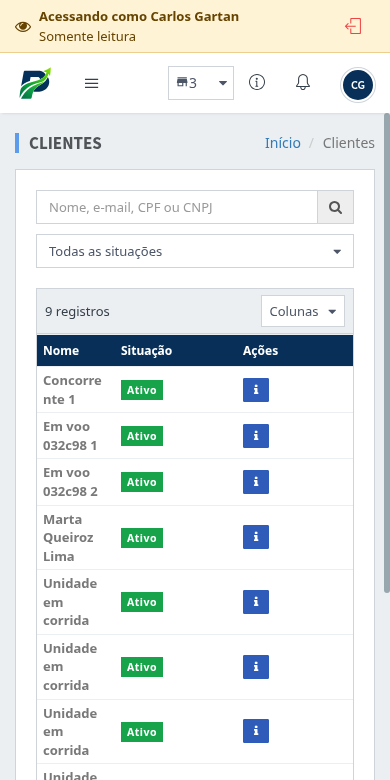 Acessando como Carlos Gartan
Somente leitura
3
CG
CLIENTES
Início / Clientes
Nome, e-mail, CPF ou CNPJ
Todas as situações
9 registros
Colunas
Nome Situação Ações
Concorre
nte 1
Ativo
Em voo
032c98 1
Ativo
Em voo
032c98 2
Ativo
Marta
Queiroz
Lima
Ativo
Unidade
em
corrida
Ativo
Unidade
em
corrida
Ativo
Unidade
em
corrida
Ativo
Unidade